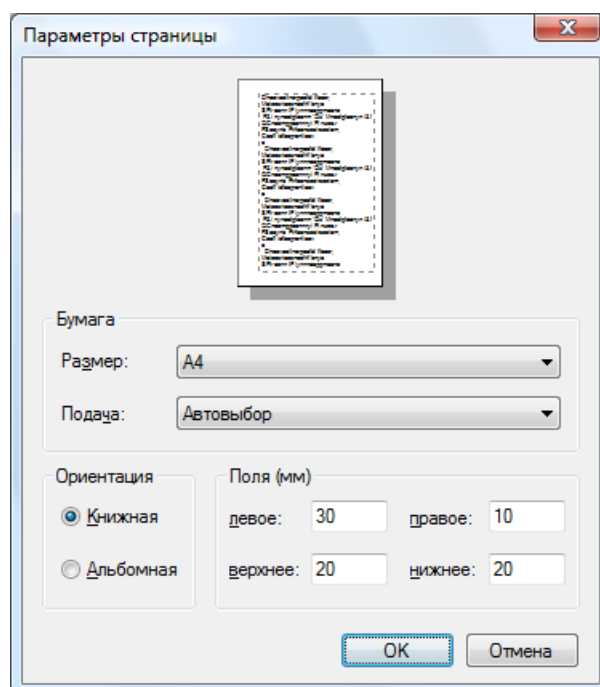 Параметры страницы
Бумага
Размер: A4
Подача: Автовыбор
Ориентация
Книжная
Альбомная
Поля (мм)
левое: 30 правое: 10
верхнее: 20 нижнее: 20
OK Отмена